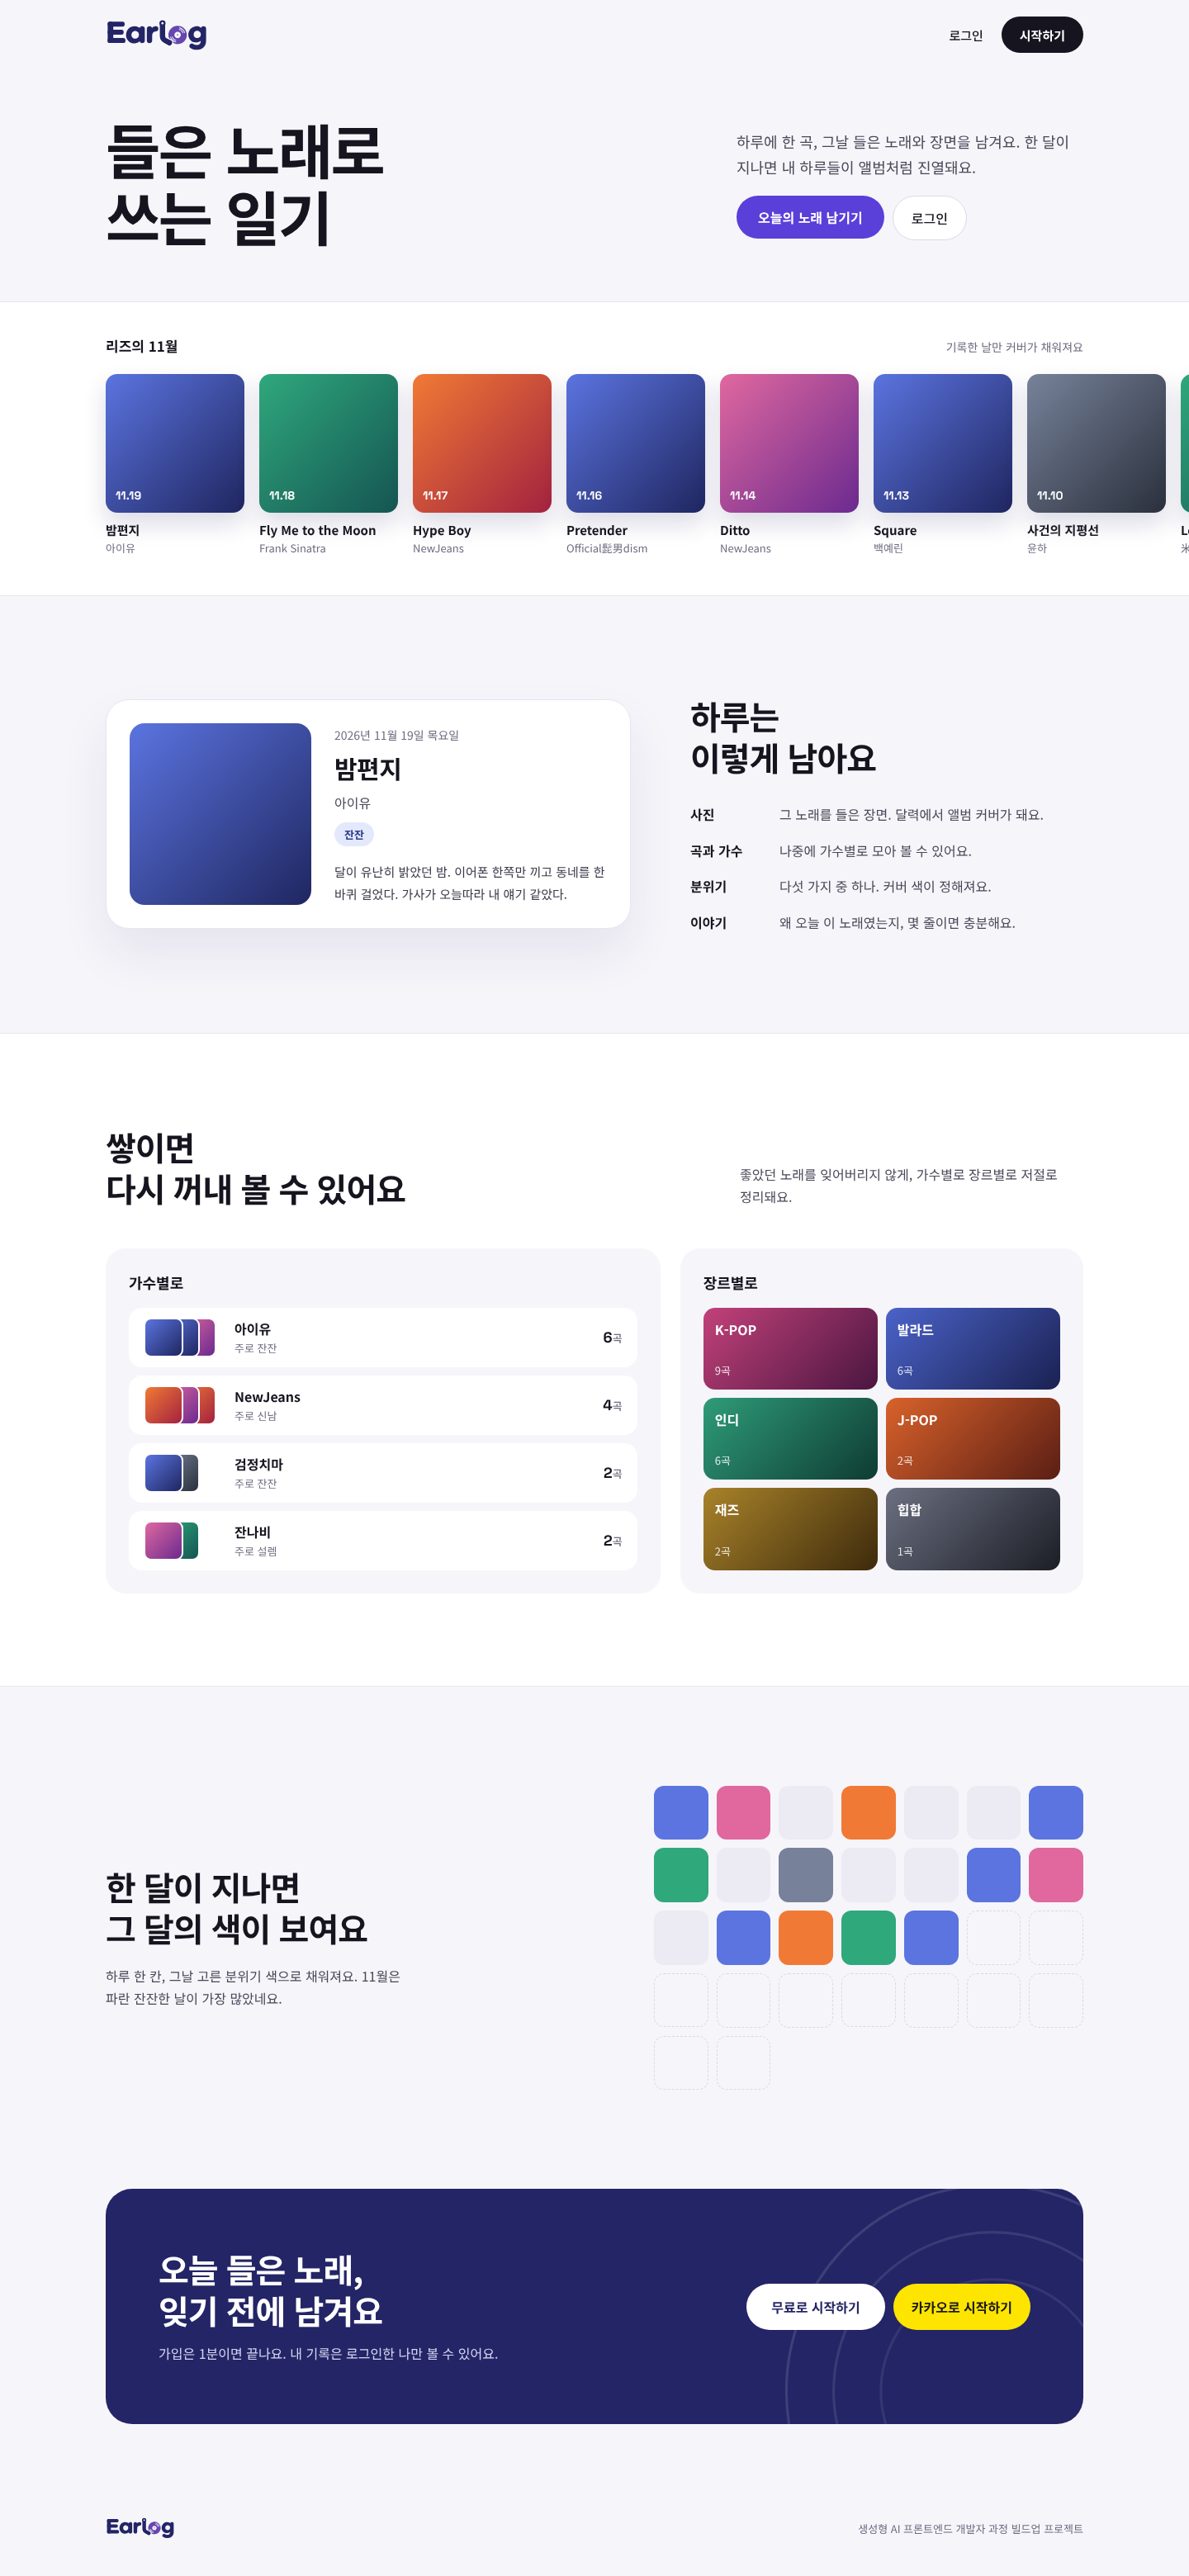 Earlog
로그인
시작하기
들은 노래로
쓰는 일기
하루에 한 곡, 그날 들은 노래와 장면을 남겨요. 한 달이
지나면 내 하루들이 앨범처럼 진열돼요.
오늘의 노래 남기기
로그인
리즈의 11월
기록한 날만 커버가 채워져요
11.19
11.18
11.17
11.16
11.14
11.13
11.10
밤편지
아이유
Fly Me to the Moon
Frank Sinatra
Hype Boy
NewJeans
Pretender
Official髭男dism
Ditto
NewJeans
Square
백예린
사건의 지평선
윤하
2026년 11월 19일 목요일
밤편지
아이유
잔잔
달이 유난히 밝았던 밤. 이어폰 한쪽만 끼고 동네를 한
바퀴 걸었다. 가사가 오늘따라 내 얘기 같았다.
하루는
이렇게 남아요
사진
그 노래를 들은 장면. 달력에서 앨범 커버가 돼요.
곡과 가수
나중에 가수별로 모아 볼 수 있어요.
분위기
다섯 가지 중 하나. 커버 색이 정해져요.
이야기
왜 오늘 이 노래였는지, 몇 줄이면 충분해요.
쌓이면
다시 꺼내 볼 수 있어요
좋았던 노래를 잊어버리지 않게, 가수별로 장르별로 저절로
정리돼요.
가수별로
아이유
주로 잔잔
6곡
NewJeans
주로 신남
4곡
검정치마
주로 잔잔
2곡
잔나비
주로 설렘
2곡
장르별로
K-POP
9곡
발라드
6곡
인디
6곡
J-POP
2곡
재즈
2곡
힙합
1곡
한 달이 지나면
그 달의 색이 보여요
하루 한 칸, 그날 고른 분위기 색으로 채워져요. 11월은
파란 잔잔한 날이 가장 많았네요.
오늘 들은 노래,
잊기 전에 남겨요
가입은 1분이면 끝나요. 내 기록은 로그인한 나만 볼 수 있어요.
무료로 시작하기
카카오로 시작하기
Earlog
생성형 AI 프론트엔드 개발자 과정 빌드업 프로젝트